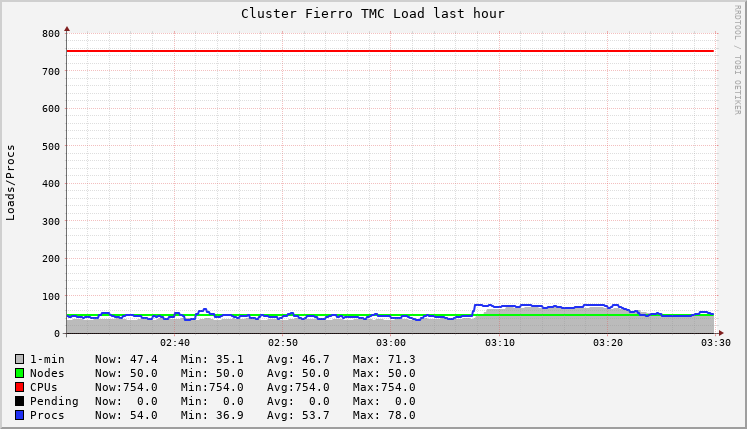 Cluster Fierro TMC Load last hour
RRDTOOL / TOBI OETIKER
Loads/Procs
800
700
600
500
400
300
200
100
0
02:40 02:50 03:00 03:10 03:20 03:30
1-min Now: 47.4 Min: 35.1 Avg: 46.7 Max: 71.3
Nodes Now: 50.0 Min: 50.0 Avg: 50.0 Max: 50.0
CPUs Now:754.0 Min:754.0 Avg:754.0 Max:754.0
Pending Now: 0.0 Min: 0.0 Avg: 0.0 Max: 0.0
Procs Now: 54.0 Min: 36.9 Avg: 53.7 Max: 78.0